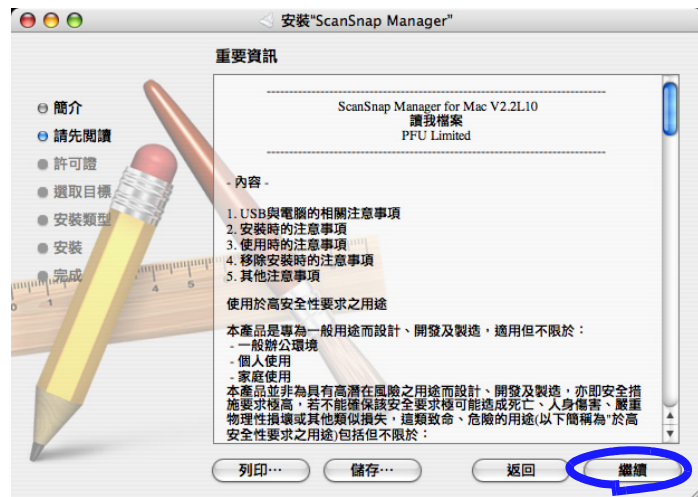 安裝"ScanSnap Manager"
重要資訊
簡介
請先閱讀
許可證
選取目標
安裝類型
安裝
完成
ScanSnap Manager for Mac V2.2L10
讀我檔案
PFU Limited
- 內容 -
1. USB與電腦的相關注意事項
2. 安裝時的注意事項
3. 使用時的注意事項
4. 移除安裝時的注意事項
5. 其他注意事項
使用於高安全性要求之用途
本產品是專為一般用途而設計、開發及製造，適用但不限於：
- 一般辦公環境
- 個人使用
- 家庭使用
本產品並非為具有高潛在風險之用途而設計、開發及製造，亦即安全措
施要求極高，若不能確保該安全要求極可能造成死亡、人身傷害、嚴重
物理性損壞或其他類似損失，這類致命、危險的用途(以下簡稱為"於高
安全性要求之用途)包括但不限於：
列印…
儲存…
返回
繼續
0 1 4 5